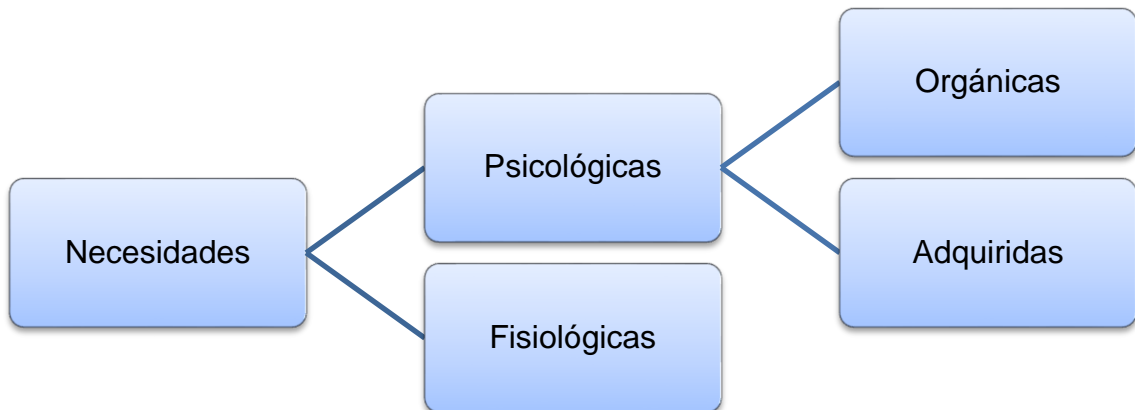 Necesidades
Psicológicas
Orgánicas
Adquiridas
Fisiológicas